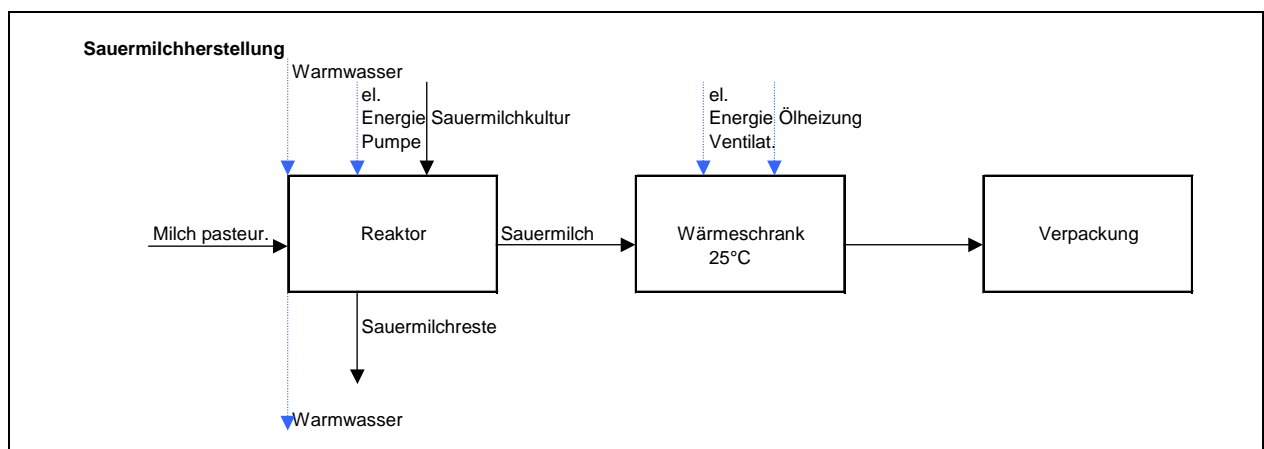 Sauermilchherstellung
Warmwasser
el.
Energie
Pumpe
Sauermilchkultur
el.
Energie
Ventilat.
Ölheizung
Milch pasteur.
Reaktor
Sauermilch
Wärmeschrank
25°C
Verpackung
Sauermilchreste
Warmwasser